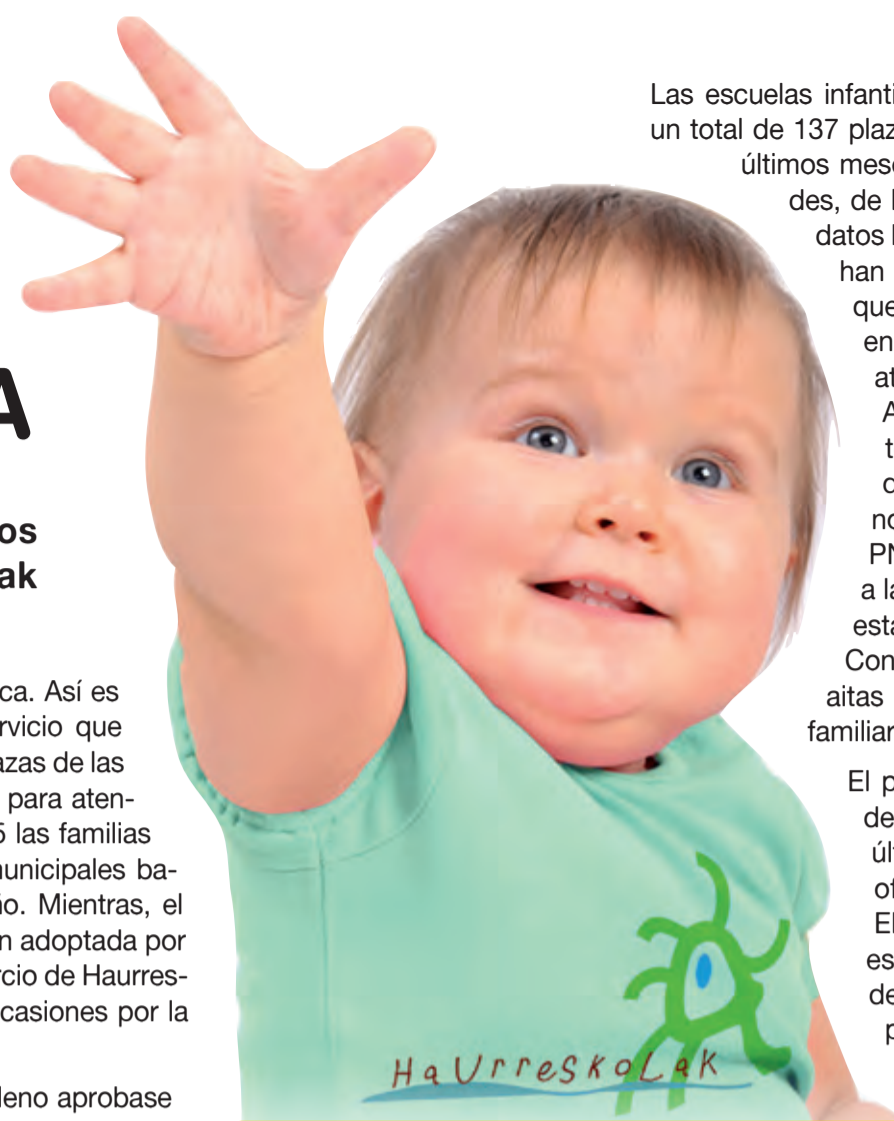 A
os
ak
ca. Así es
rvicio que
azas de las
para aten-
5 las familias
municipales ba-
ño. Mientras, el
n adoptada por
rcio de Haurres-
casiones por la
leno aprobase
HaUrresKoLaK
Las escuelas infanti
un total de 137 plaz
últimos mes
des, de
datos
han
que
en
at
A
t
no
PN
a la
esta
Con
aitas
familiar
El p
de
úl
of
El
es
de
p